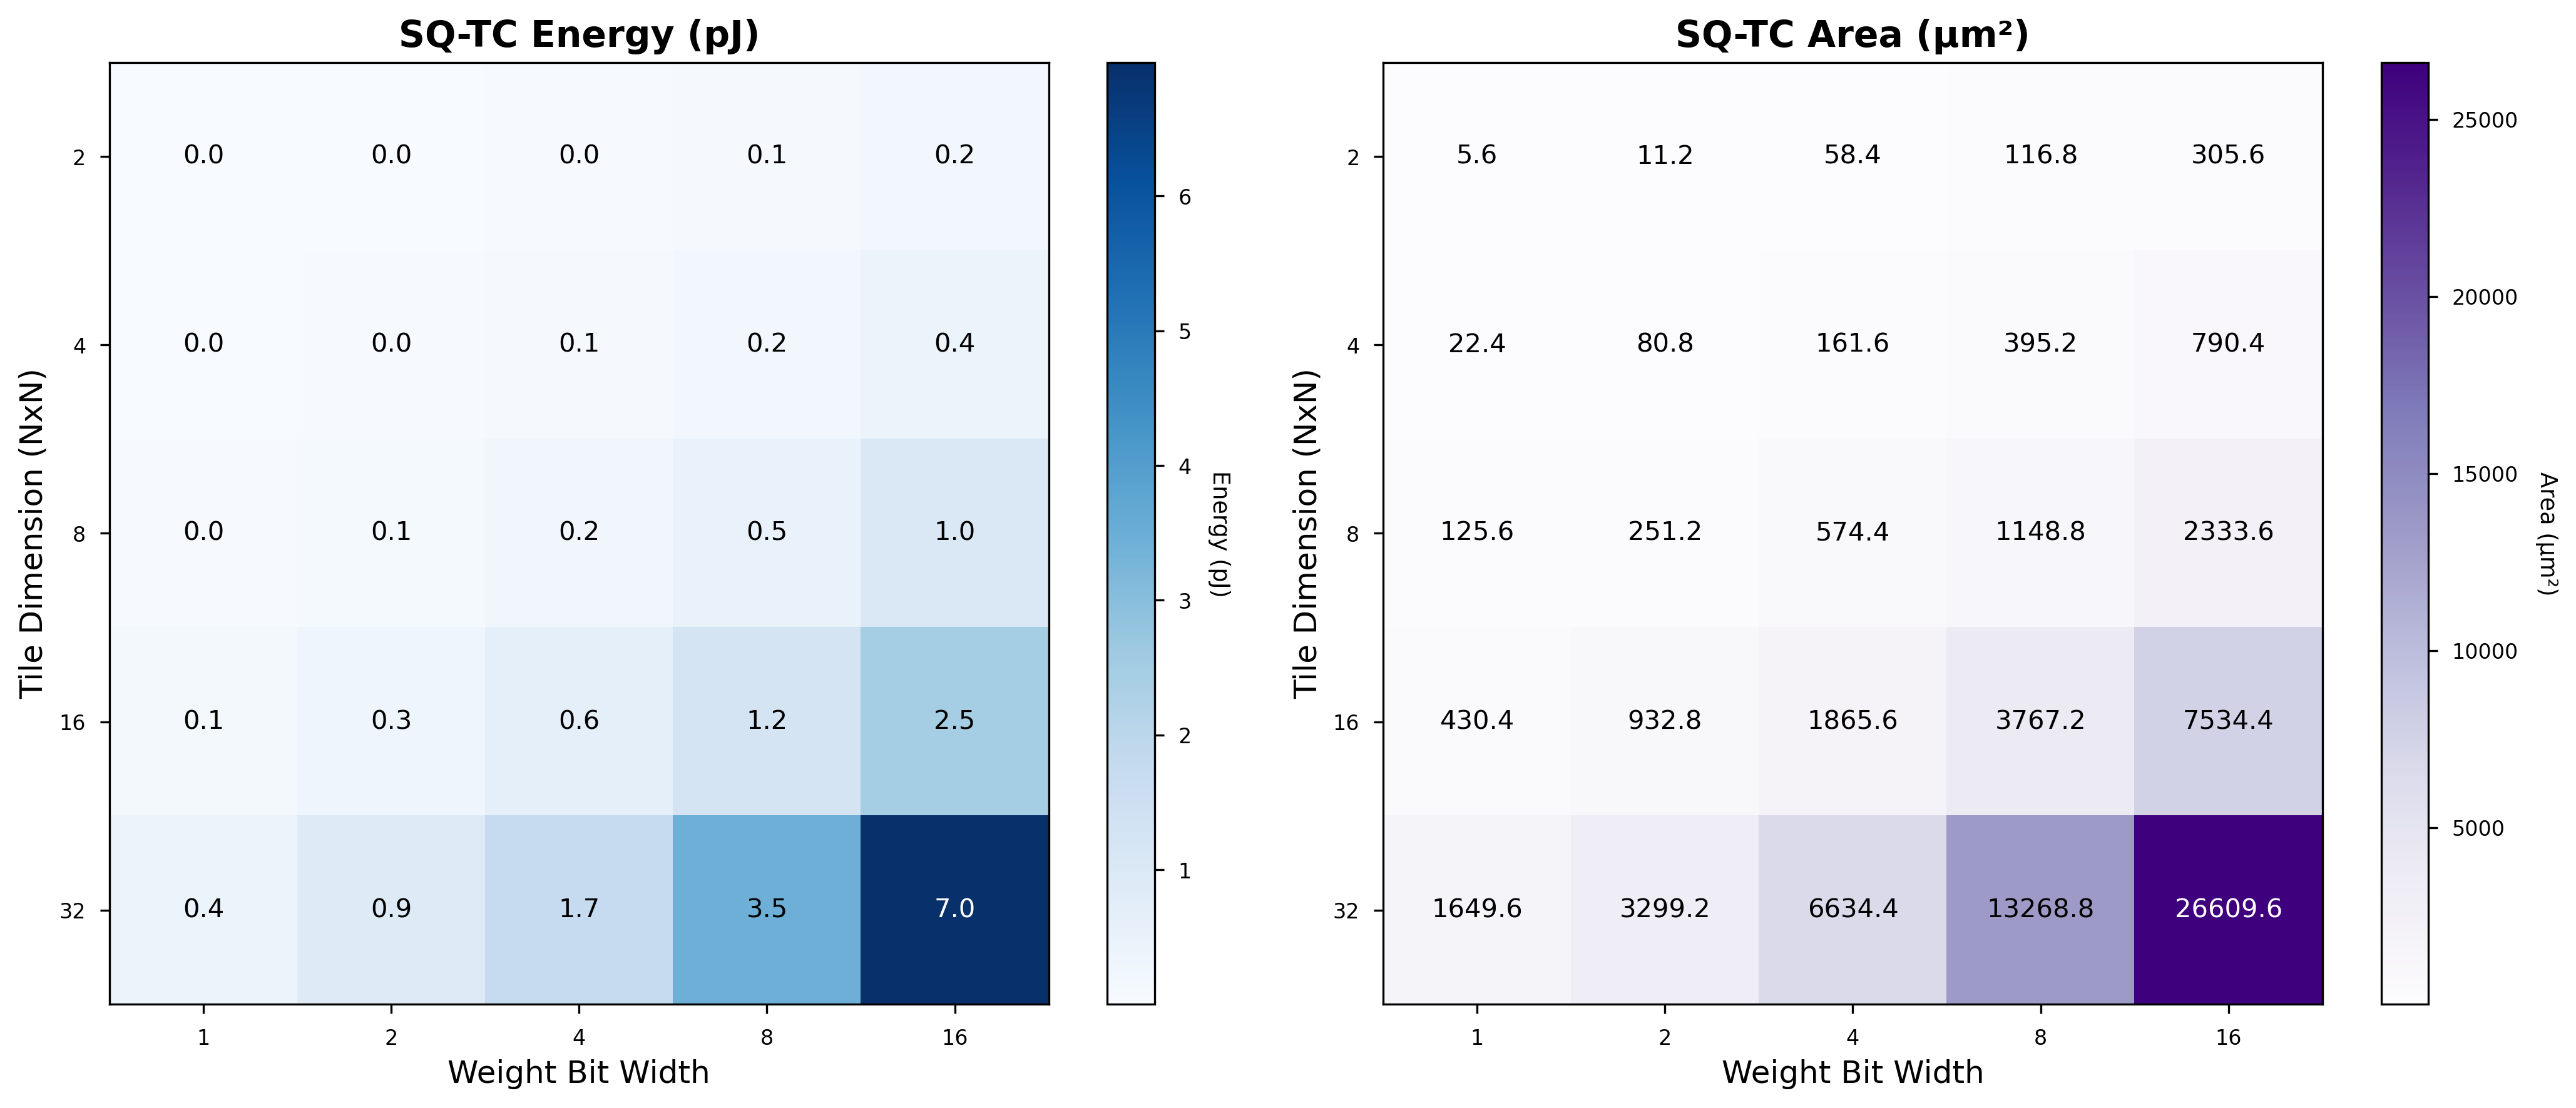 SQ-TC Energy (pJ)
Tile Dimension (NxN)
2 0.0 0.0 0.0 0.1 0.2
4 0.0 0.0 0.1 0.2 0.4
8 0.0 0.1 0.2 0.5 1.0
16 0.1 0.3 0.6 1.2 2.5
32 0.4 0.9 1.7 3.5 7.0
1 2 4 8 16
Weight Bit Width
6
5
4
3
2
1
Energy (pJ)
SQ-TC Area (μm²)
Tile Dimension (NxN)
2 5.6 11.2 58.4 116.8 305.6
4 22.4 80.8 161.6 395.2 790.4
8 125.6 251.2 574.4 1148.8 2333.6
16 430.4 932.8 1865.6 3767.2 7534.4
32 1649.6 3299.2 6634.4 13268.8 26609.6
1 2 4 8 16
Weight Bit Width
25000
20000
15000
10000
5000
Area (μm²)